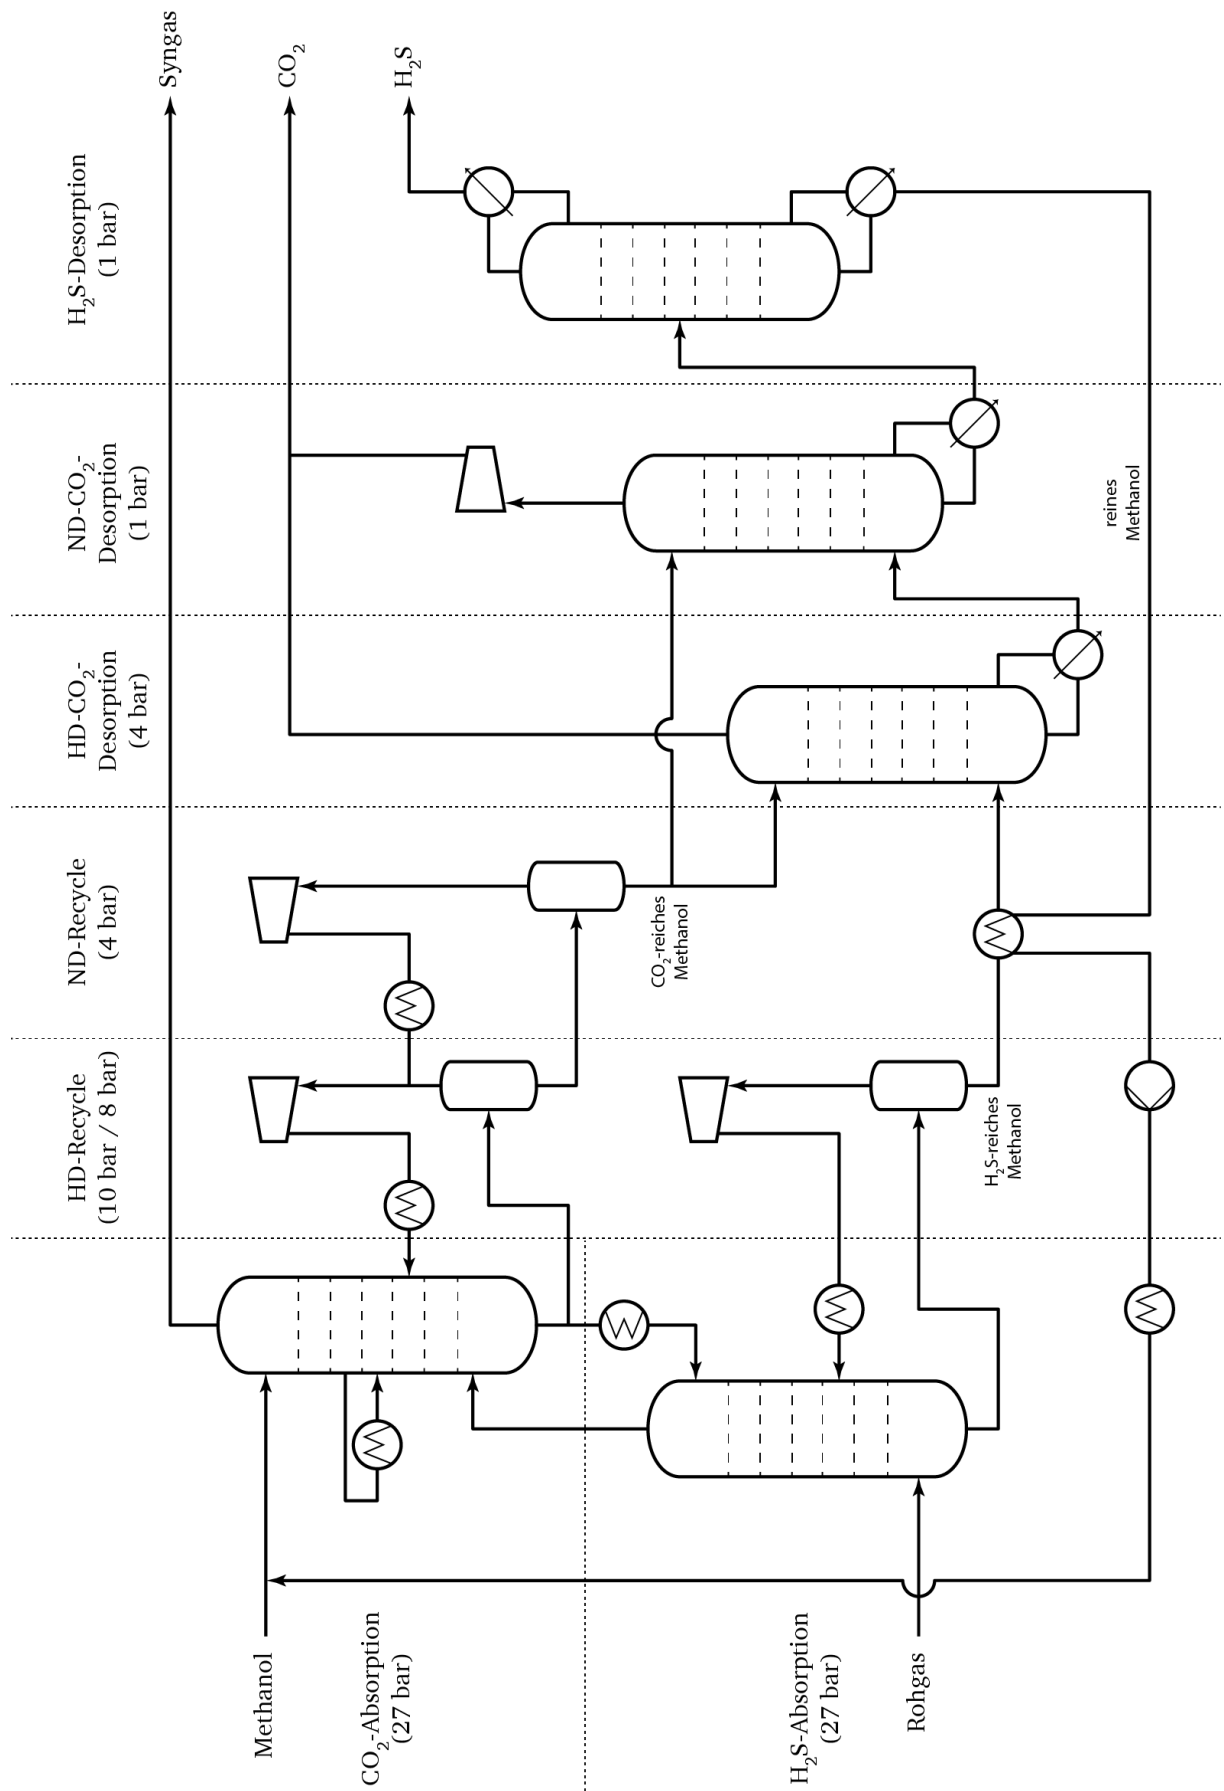 Methanol
CO₂-Absorption
(27 bar)
H₂S-Absorption
(27 bar)
Rohgas
HD-Recycle
(10 bar / 8 bar)
ND-Recycle
(4 bar)
HD-CO₂-
Desorption
(4 bar)
ND-CO₂-
Desorption
(1 bar)
H₂S-Desorption
(1 bar)
Syngas
CO₂
H₂S
CO₂-reiches
Methanol
H₂S-reiches
Methanol
reines
Methanol